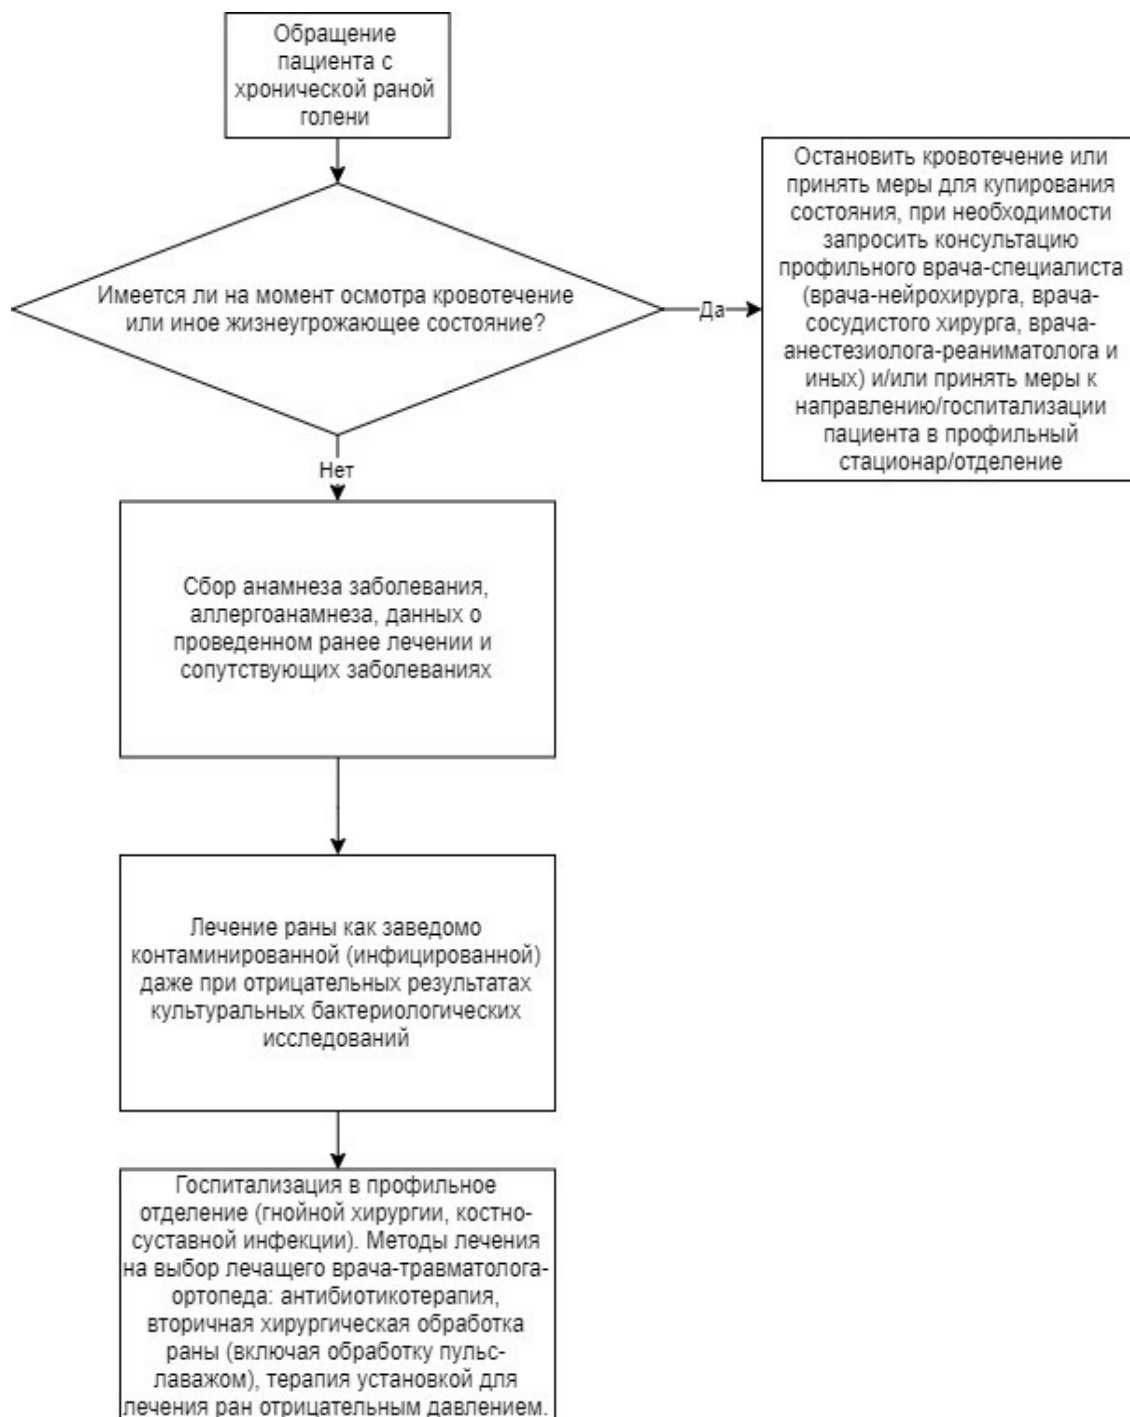 Обращение
пациента с
хронической раной
голени
Имеется ли на момент осмотра кровотечение
или иное жизнеугрожающее состояние?
Да
Остановить кровотечение или
принять меры для купирования
состояния, при необходимости
запросить консультацию
профильного врача-специалиста
(врача-нейрохирурга, врача-
сосудистого хирурга, врача-
анестезиолога-реаниматолога и
иных) и/или принять меры к
направлению/госпитализации
пациента в профильный
стационар/отделение
Нет
Сбор анамнеза заболевания,
аллергоанамнеза, данных о
проведенном ранее лечении и
сопутствующих заболеваниях
Лечение раны как заведомо
контаминированной (инфицированной)
даже при отрицательных результатах
культуральных бактериологических
исследований
Госпитализация в профильное
отделение (гнойной хирургии, костно-
суставной инфекции). Методы лечения
на выбор лечащего врача-травматолога-
ортопеда: антибиотикотерапия,
вторичная хирургическая обработка
раны (включая обработку пульс-
лаважом), терапия установкой для
лечения ран отрицательным давлением.